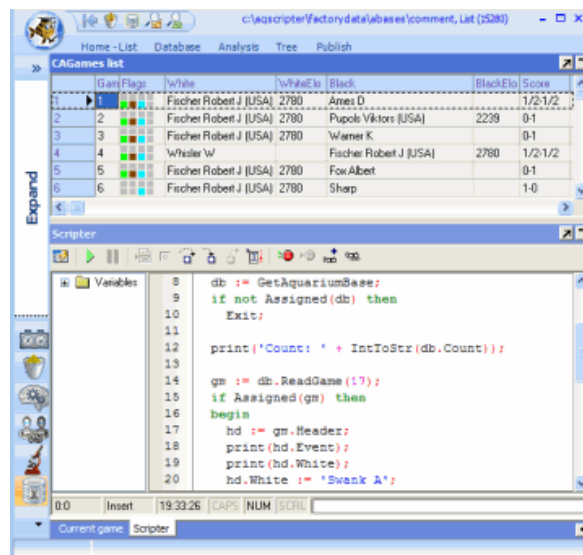 c:\aqscripter\factorydata\abases\comment, List (15280)
Home - List Database Analysis Tree Publish
CAGames list
Gam Flags White WhiteElo Black BlackElo Score
1 1 Fischer Robert J (USA) 2780 Ames D 1/2-1/2
2 2 Fischer Robert J (USA) 2780 Pupols Viktors (USA) 2239 0-1
3 3 Fischer Robert J (USA) 2780 Warner K 0-1
4 4 Whisler W Fischer Robert J (USA) 2780 1/2-1/2
5 5 Fischer Robert J (USA) 2780 Fox Albert 0-1
6 6 Fischer Robert J (USA) 2780 Sharp 1-0
Expand
Scripter
Variables
8 db := GetAquariumBase;
9 if not Assigned(db) then
10 Exit;
11
12 print('Count: ' + IntToStr(db.Count));
13
14 gm := db.ReadGame(17);
15 if Assigned(gm) then
16 begin
17 hd := gm.Header;
18 print(hd.Event);
19 print(hd.White);
20 hd.White := 'Swank A';
0:0 Insert 19:33:26 CAPS NUM SCRL
Current game Scripter